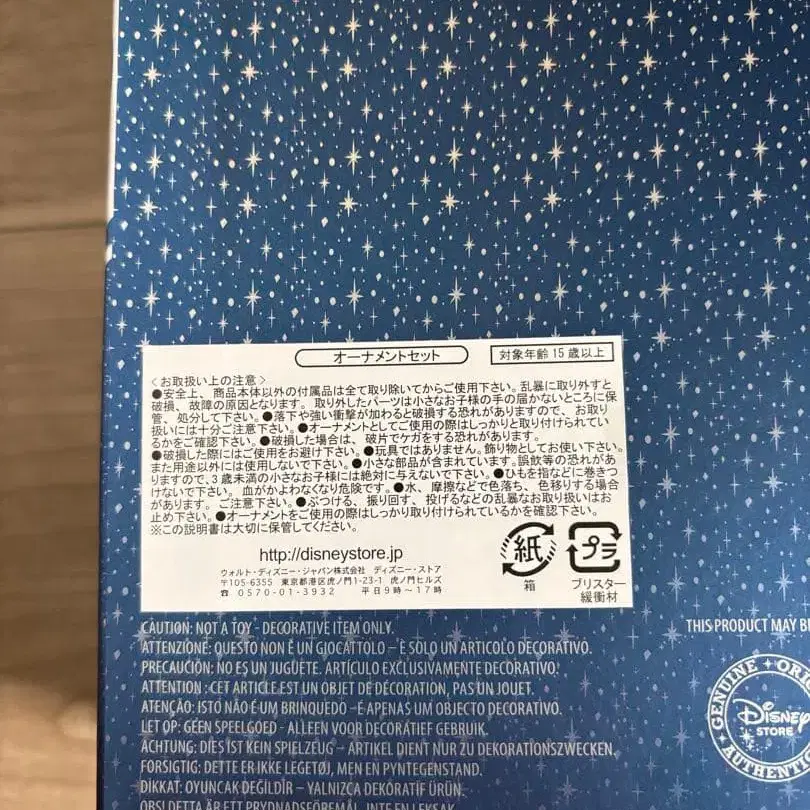 オーナメントセット
対象年齢 15歳以上
〈お取扱い上の注意〉
●安全上、商品本体以外の付属品は全て取り除いてからご使用下さい。乱暴に取り外すと
破損、故障の原因となります。取り外したパーツは小さなお子様の手の届かないところに保
管、処分して下さい。●落下や強い衝撃が加わると破損する恐れがありますので、お取り
扱いには十分ご注意下さい。●オーナメントとしてご使用の際はしっかりと取り付けられてい
るかをご確認下さい。●破損した場合は、破片でケガをする恐れがあります。
●破損した際にはご使用をお避け下さい。●玩具ではありません。飾り物としてお使い下さい。
また用途以外には使用しないで下さい。●小さな部品が含まれています。誤飲等の恐れがあ
りますので、3歳未満の小さなお子様には絶対に与えないで下さい。●ひもを指などに巻きつ
けないで下さい。血がかよわなくなり危険です。●水、摩擦などで色落ち、色移りする場合
があります。ご注意下さい。●ぶつける、振り回す、投げるなどの乱暴なお取り扱いはお
止め下さい。●オーナメントをご使用の際はしっかり取り付けられているかを確認下さい。
※この説明書は大切に保管してください。
http://disneystore.jp
ウォルト・ディズニー・ジャパン株式会社 ディズニー・ストア
〒105-6355 東京都港区虎ノ門1-23-1 虎ノ門ヒルズ
☎ 0570-01-3932 平日9時～17時
紙
箱
プラ
ブリスター
緩衝材
CAUTION: NOT A TOY - DECORATIVE ITEM ONLY.
ATTENZIONE: QUESTO NON È UN GIOCATTOLO – È SOLO UN ARTICOLO DECORATIVO.
PRECAUCIÓN: NO ES UN JUGUETE. ARTÍCULO EXCLUSIVAMENTE DECORATIVO.
ATTENTION : CET ARTICLE EST UN OBJET DE DÉCORATION, PAS UN JOUET.
ATENÇÃO: ISTO NÃO É UM BRINQUEDO – É APENAS UM OBJECTO DECORATIVO.
LET OP: GEEN SPEELGOED - ALLEEN VOOR DECORATIEF GEBRUIK.
ACHTUNG: DIES IST KEIN SPIELZEUG – ARTIKEL DIENT NUR ZU DEKORATIONSZWECKEN.
FORSIGTIG: DETTE ER IKKE LEGETØJ, MEN EN PYNTEGENSTAND.
DIKKAT: OYUNCAK DEĞİLDİR – YALNIZCA DEKORATİF ÜRÜN.
OBS! DETTA ÄR ETT PRYDNADSFÖREMÅL, INTE EN LEKSAK.
THIS PRODUCT MAY BE
GENUINE
Disney
STORE